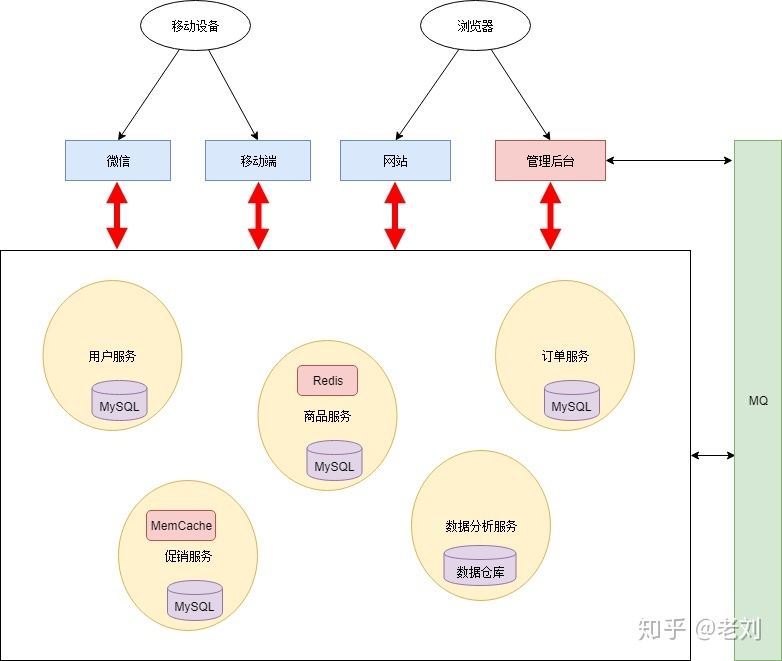 移动设备
浏览器
微信
移动端
网站
管理后台
用户服务
MySQL
Redis
商品服务
MySQL
订单服务
MySQL
MQ
MemCache
促销服务
MySQL
数据分析服务
数据仓库
知乎 @老刘